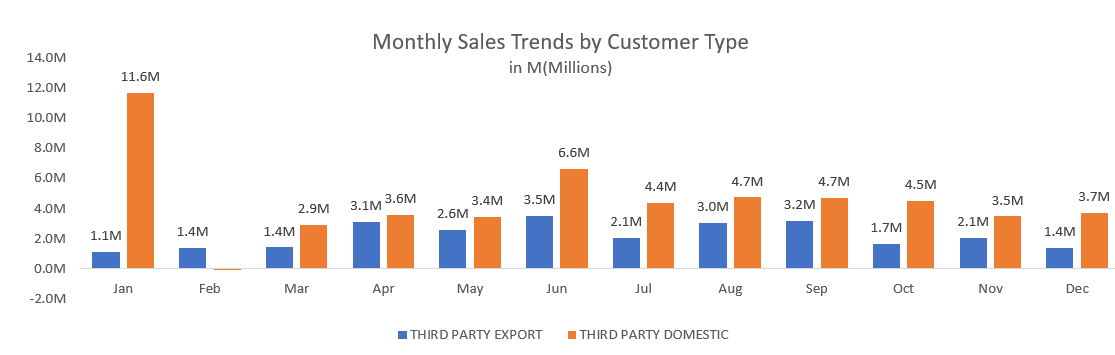 Monthly Sales Trends by Customer Type
in M(Millions)
14.0M
12.0M
10.0M
8.0M
6.0M
4.0M
2.0M
0.0M
-2.0M
1.1M 11.6M
1.4M
1.4M 2.9M
3.1M 3.6M
2.6M 3.4M
3.5M 6.6M
2.1M 4.4M
3.0M 4.7M
3.2M 4.7M
1.7M 4.5M
2.1M 3.5M
1.4M 3.7M
Jan Feb Mar Apr May Jun Jul Aug Sep Oct Nov Dec
THIRD PARTY EXPORT THIRD PARTY DOMESTIC